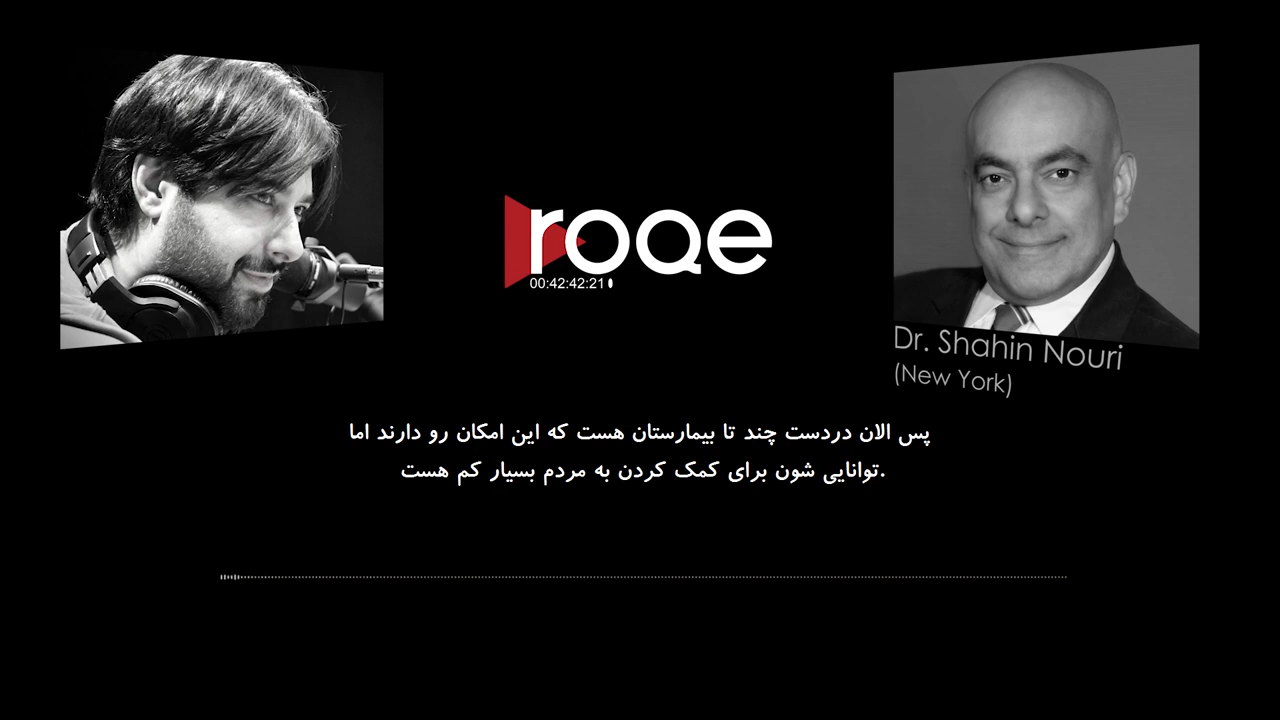 roqe
00:42:42:21
Dr. Shahin Nouri
(New York)
پس الان دردست چند تا بیمارستان هست که این امکان رو دارند اما
توانایی شون برای کمک کردن به مردم بسیار کم هست.